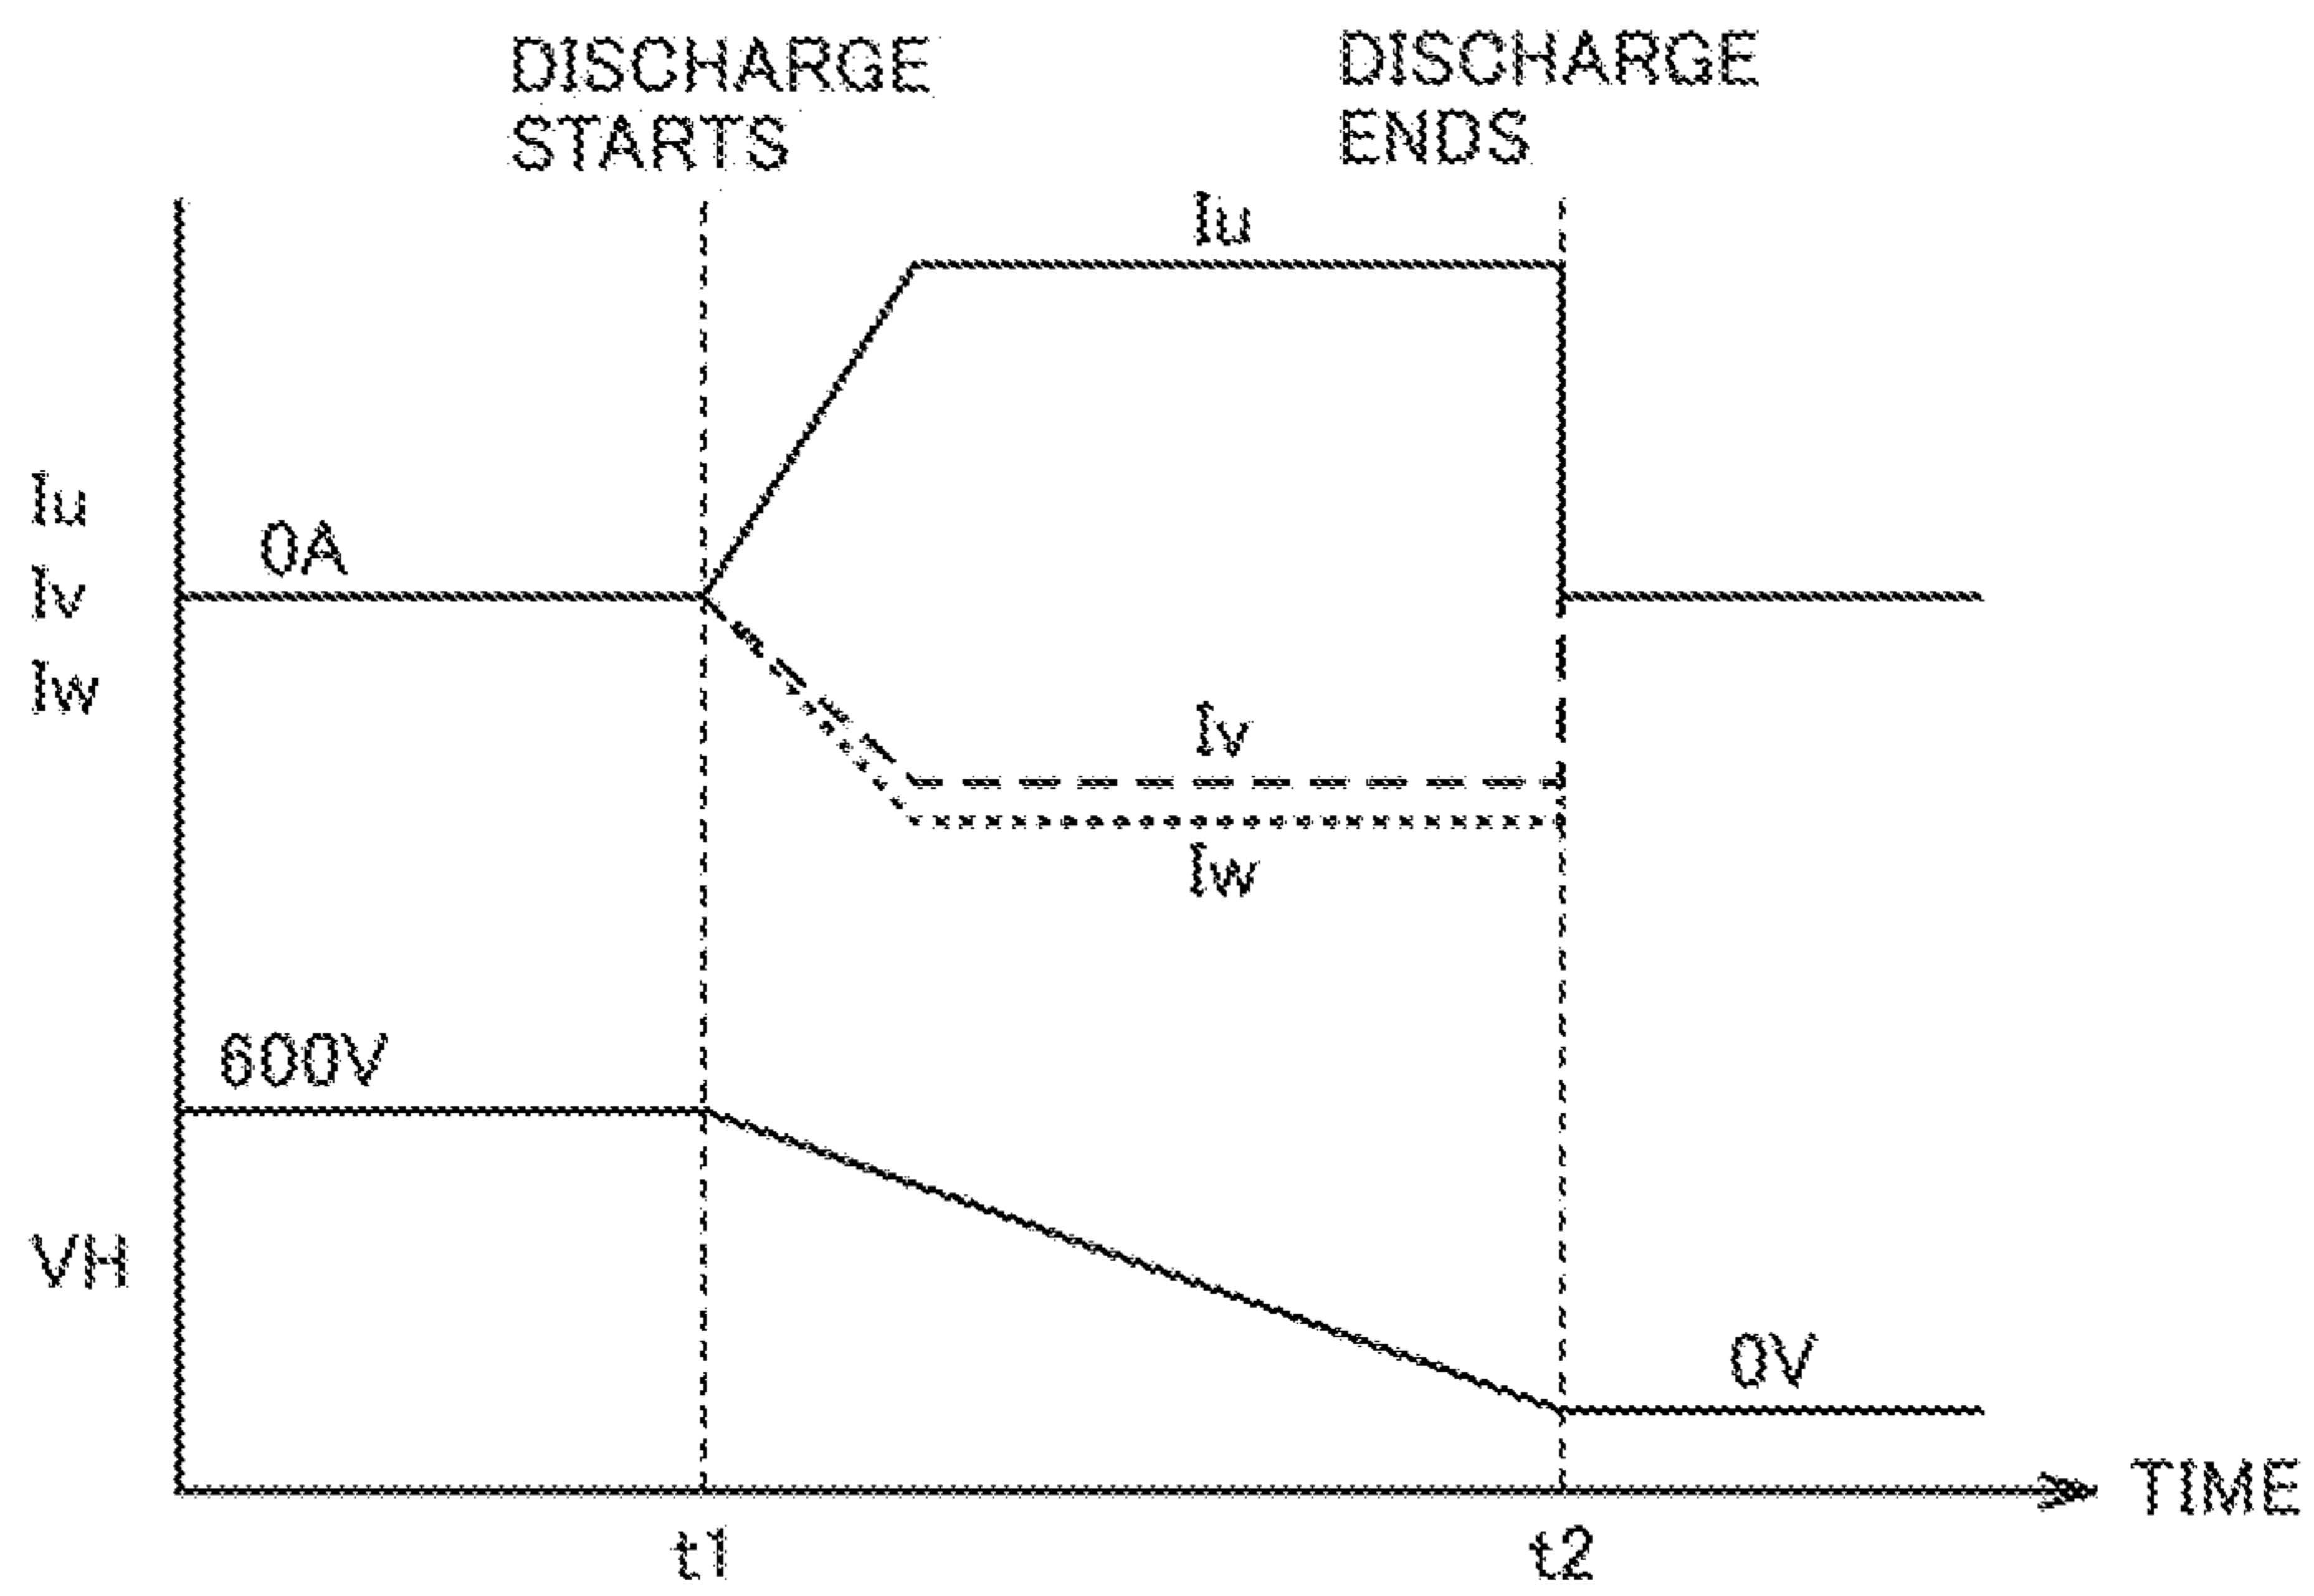 DISCHARGE
STARTS
DISCHARGE
ENDS
Iu
Iu
0A
Iv
Iw
Iv
Iw
600V
VH
0V
TIME
t1
t2